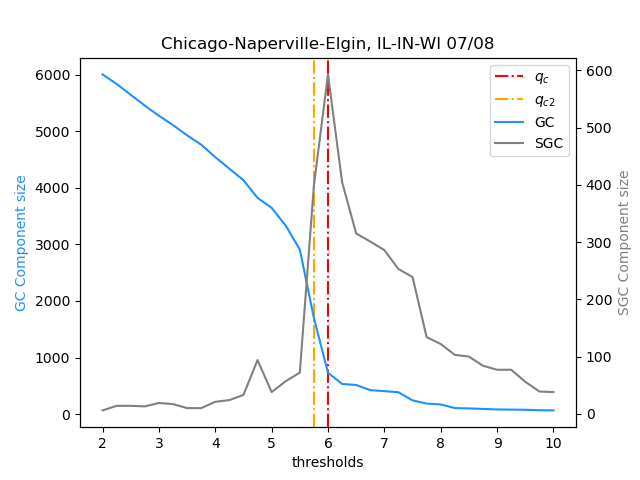 Chicago-Naperville-Elgin, IL-IN-WI 07/08
GC Component size
6000
5000
4000
3000
2000
1000
0
2 3 4 5 6 7 8 9 10
thresholds
600
500
400
300
200
100
0
SGC Component size
q_c
q_c2
GC
SGC